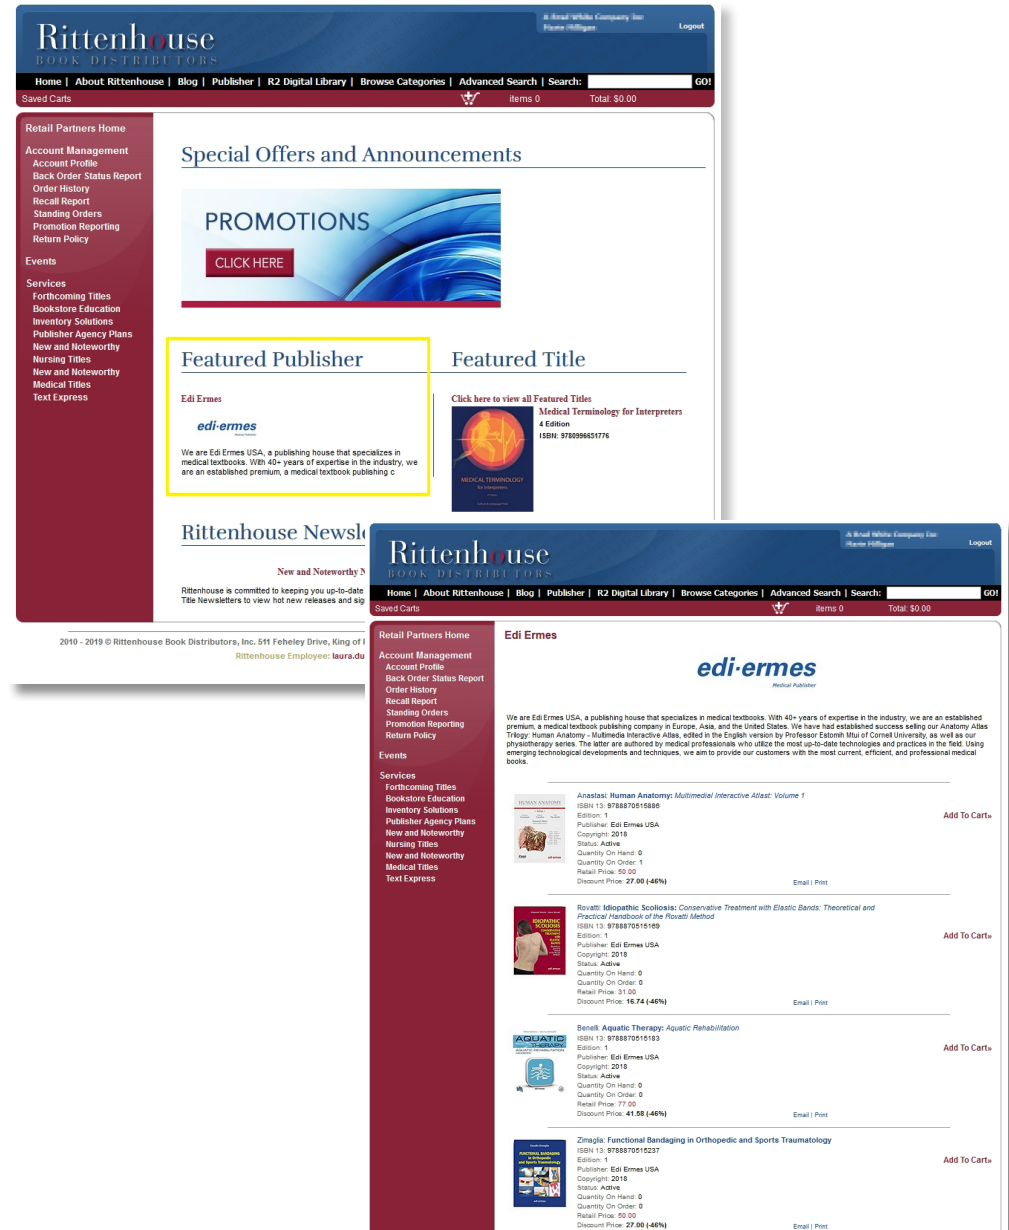 Logout
Rittenhouse
BOOK DISTRIBUTORS
Home | About Rittenhouse | Blog | Publisher | R2 Digital Library | Browse Categories | Advanced Search | Search: GO!
Saved Carts items 0 Total: $0.00
Retail Partners Home
Account Management
Account Profile
Back Order Status Report
Order History
Recall Report
Standing Orders
Promotion Reporting
Return Policy
Events
Services
Forthcoming Titles
Bookstore Education
Inventory Solutions
Publisher Agency Plans
New and Noteworthy
Nursing Titles
New and Noteworthy
Medical Titles
Text Express
Special Offers and Announcements
PROMOTIONS
CLICK HERE
Featured Publisher
Edi Ermes
edi·ermes
Medical Publisher
We are Edi Ermes USA, a publishing house that specializes in
medical textbooks. With 40+ years of expertise in the industry, we
are an established premium, a medical textbook publishing c
Featured Title
Click here to view all Featured Titles
Medical Terminology for Interpreters
4 Edition
ISBN: 9780996651776
MEDICAL TERMINOLOGY
for Interpreters
Rittenhouse Newsl
New and Noteworthy N
Rittenhouse is committed to keeping you up-to-date
Title Newsletters to view hot new releases and sig
2010 - 2019 © Rittenhouse Book Distributors, Inc. 511 Feheley Drive, King of
Rittenhouse Employee: laura.du
Logout
Rittenhouse
BOOK DISTRIBUTORS
Home | About Rittenhouse | Blog | Publisher | R2 Digital Library | Browse Categories | Advanced Search | Search: GO!
Saved Carts items 0 Total: $0.00
Retail Partners Home
Account Management
Account Profile
Back Order Status Report
Order History
Recall Report
Standing Orders
Promotion Reporting
Return Policy
Events
Services
Forthcoming Titles
Bookstore Education
Inventory Solutions
Publisher Agency Plans
New and Noteworthy
Nursing Titles
New and Noteworthy
Medical Titles
Text Express
Edi Ermes
edi·ermes
Medical Publisher
We are Edi Ermes USA, a publishing house that specializes in medical textbooks. With 40+ years of expertise in the industry, we are an established
premium, a medical textbook publishing company in Europe, Asia, and the United States. We have had established success selling our Anatomy Atlas
Trilogy: Human Anatomy - Multimedia Interactive Atlas, edited in the English version by Professor Estomih Mtui of Cornell University, as well as our
physiotherapy series. The latter are authored by medical professionals who utilize the most up-to-date technologies and practices in the field. Using
emerging technological developments and techniques, we aim to provide our customers with the most current, efficient, and professional medical
books.
HUMAN ANATOMY
Anastasi: Human Anatomy: Multimedial Interactive Atlast: Volume 1
ISBN 13: 9788870515886
Edition: 1
Publisher: Edi Ermes USA
Copyright: 2018
Status: Active
Quantity On Hand: 0
Quantity On Order: 1
Retail Price: 50.00
Discount Price: 27.00 (-46%)
Email | Print
Add To Cart»
IDIOPATHIC
SCOLIOSIS
Rovatti: Idiopathic Scoliosis: Conservative Treatment with Elastic Bands: Theoretical and
Practical Handbook of the Rovatti Method
ISBN 13: 9788870515169
Edition: 1
Publisher: Edi Ermes USA
Copyright: 2018
Status: Active
Quantity On Hand: 0
Quantity On Order: 0
Retail Price: 31.00
Discount Price: 16.74 (-46%)
Email | Print
Add To Cart»
AQUATIC
THERAPY
Benelli: Aquatic Therapy: Aquatic Rehabilitation
ISBN 13: 9788870515183
Edition: 1
Publisher: Edi Ermes USA
Copyright: 2018
Status: Active
Quantity On Hand: 0
Quantity On Order: 0
Retail Price: 77.00
Discount Price: 41.58 (-46%)
Email | Print
Add To Cart»
FUNCTIONAL BANDAGING
in Orthopedic
and Sports Traumatology
Zimaglia: Functional Bandaging in Orthopedic and Sports Traumatology
ISBN 13: 9788870515237
Edition: 1
Publisher: Edi Ermes USA
Copyright: 2018
Status: Active
Quantity On Hand: 0
Quantity On Order: 0
Retail Price: 50.00
Discount Price: 27.00 (-46%)
Email | Print
Add To Cart»